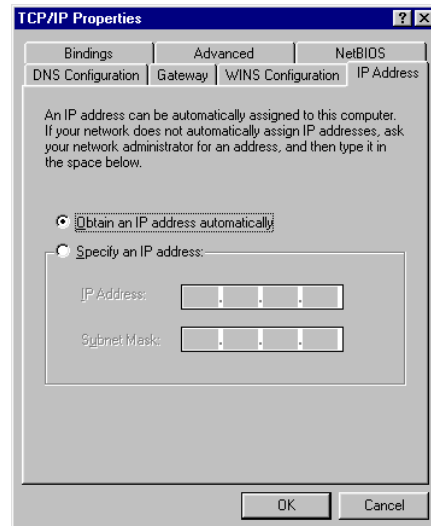 TCP/IP Properties
Bindings Advanced NetBIOS
DNS Configuration Gateway WINS Configuration IP Address
An IP address can be automatically assigned to this computer.
If your network does not automatically assign IP addresses, ask
your network administrator for an address, and then type it in
the space below.
Obtain an IP address automatically
Specify an IP address:
IP Address:
Subnet Mask:
OK Cancel